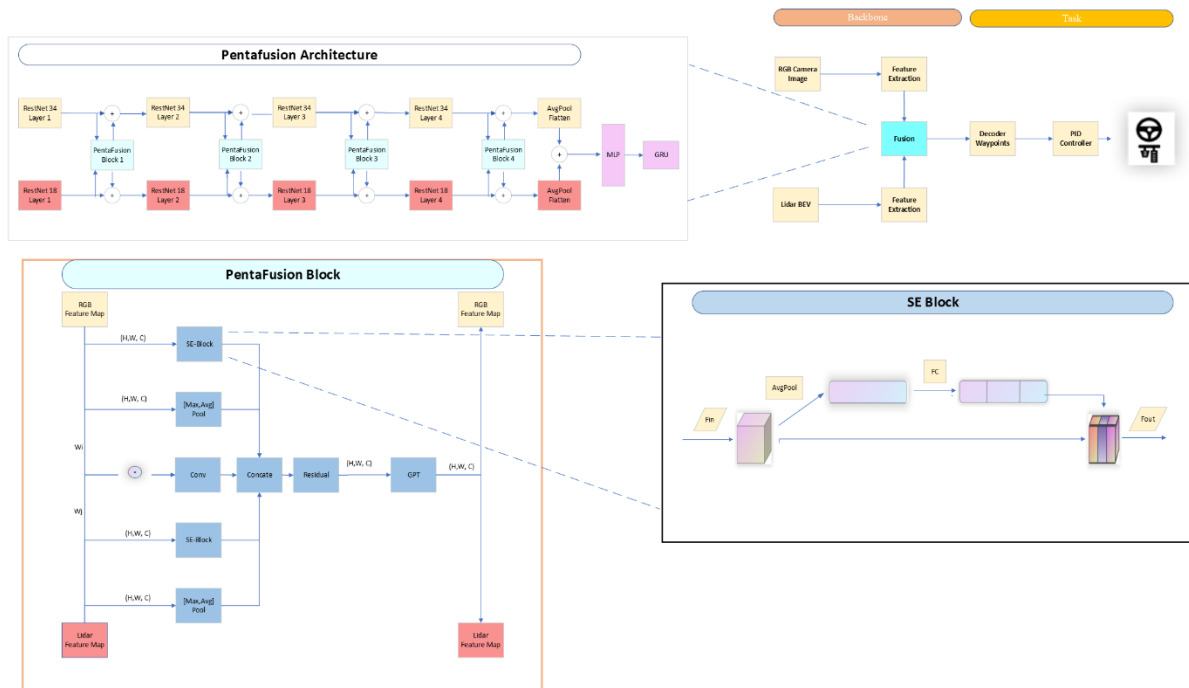 Backbone
Task
Pentafusion Architecture
RGB Camera
Image
Feature
Extraction
RestNet 34
Layer 1
+
RestNet 34
Layer 2
+
RestNet 34
Layer 3
+
RestNet 34
Layer 4
+
AvgPool
Flatten
PentaFusion
Block 1
PentaFusion
Block 2
PentaFusion
Block 3
PentaFusion
Block 4
+
MLP
GRU
Fusion
Decoder
Waypoints
PID
Controller
RestNet 18
Layer 1
+
RestNet 18
Layer 2
+
RestNet 18
Layer 3
+
RestNet 18
Layer 4
+
AvgPool
Flatten
Lidar BEV
Feature
Extraction
PentaFusion Block
RGB
Feature Map
RGB
Feature Map
(H,W, C)
SE-Block
(H,W, C)
[Max,Avg]
Pool
Wi
Conv
Concate
Residual
(H,W, C)
GPT
(H,W, C)
Wj
(H,W, C)
SE-Block
(H,W, C)
[Max,Avg]
Pool
Lidar
Feature Map
Lidar
Feature Map
SE Block
AvgPool
FC
Fin
Fout